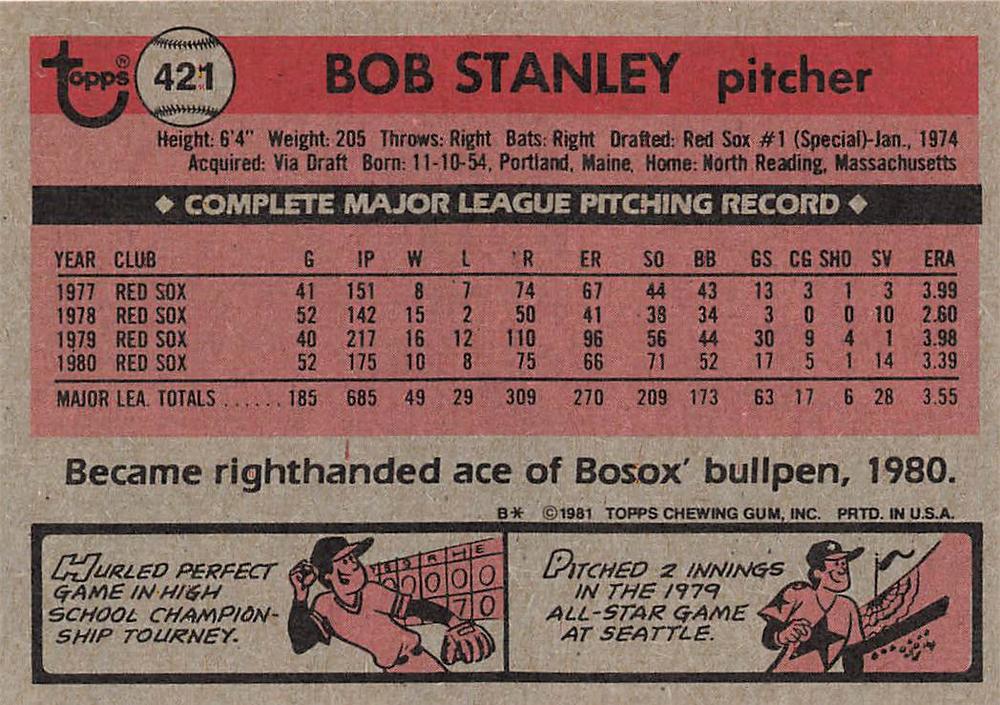 Topps® 421 BOB STANLEY pitcher
Height: 6'4" Weight: 205 Throws: Right Bats: Right Drafted: Red Sox #1 (Special)-Jan., 1974
Acquired: Via Draft Born: 11-10-54, Portland, Maine, Home: North Reading, Massachusetts
◆ COMPLETE MAJOR LEAGUE PITCHING RECORD ◆
YEAR CLUB G IP W L R ER SO BB GS CG SHO SV ERA
1977 RED SOX 41 151 8 7 74 67 44 43 13 3 1 3 3.99
1978 RED SOX 52 142 15 2 50 41 38 34 3 0 0 10 2.60
1979 RED SOX 40 217 16 12 110 96 56 44 30 9 4 1 3.98
1980 RED SOX 52 175 10 8 75 66 71 52 17 5 1 14 3.39
MAJOR LEA. TOTALS ...... 185 685 49 29 309 270 209 173 63 17 6 28 3.55
Became righthanded ace of Bosox' bullpen, 1980.
B* ©1981 TOPPS CHEWING GUM, INC. PRTD. IN U.S.A.
HURLED PERFECT
GAME IN HIGH
SCHOOL CHAMPION-
SHIP TOURNEY.
R H E
0 0 0 0 0
7 0
PITCHED 2 INNINGS
IN THE 1979
ALL-STAR GAME
AT SEATTLE.